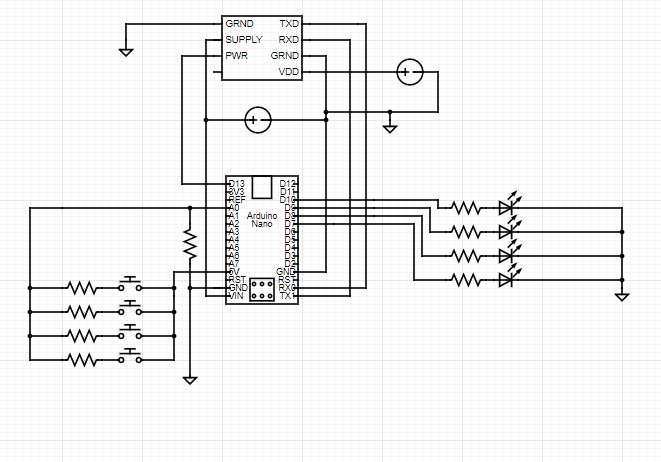 GRND TXD
SUPPLY RXD
PWR GRND
VDD
D13 D12
3V3 D11
REF D10
A0 D9
A1 Arduino D8
A2 Nano D7
A3 D6
A4 D5
A5 D4
A6 D3
A7 D2
5V GND
RST RST
GND RX0
VIN TX1